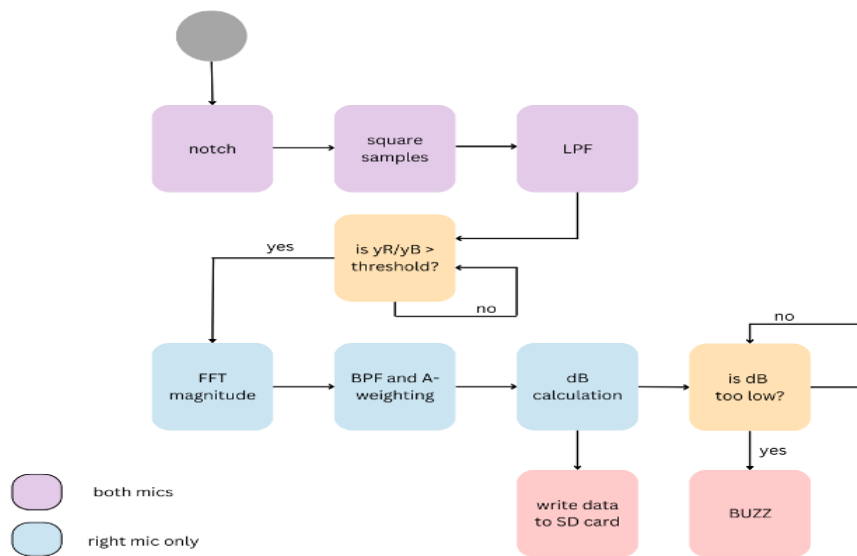 notch
square
samples
LPF
yes
is yR/yB >
threshold?
no
no
FFT
magnitude
BPF and A-
weighting
dB
calculation
is dB
too low?
yes
both mics
write data
to SD card
BUZZ
right mic only